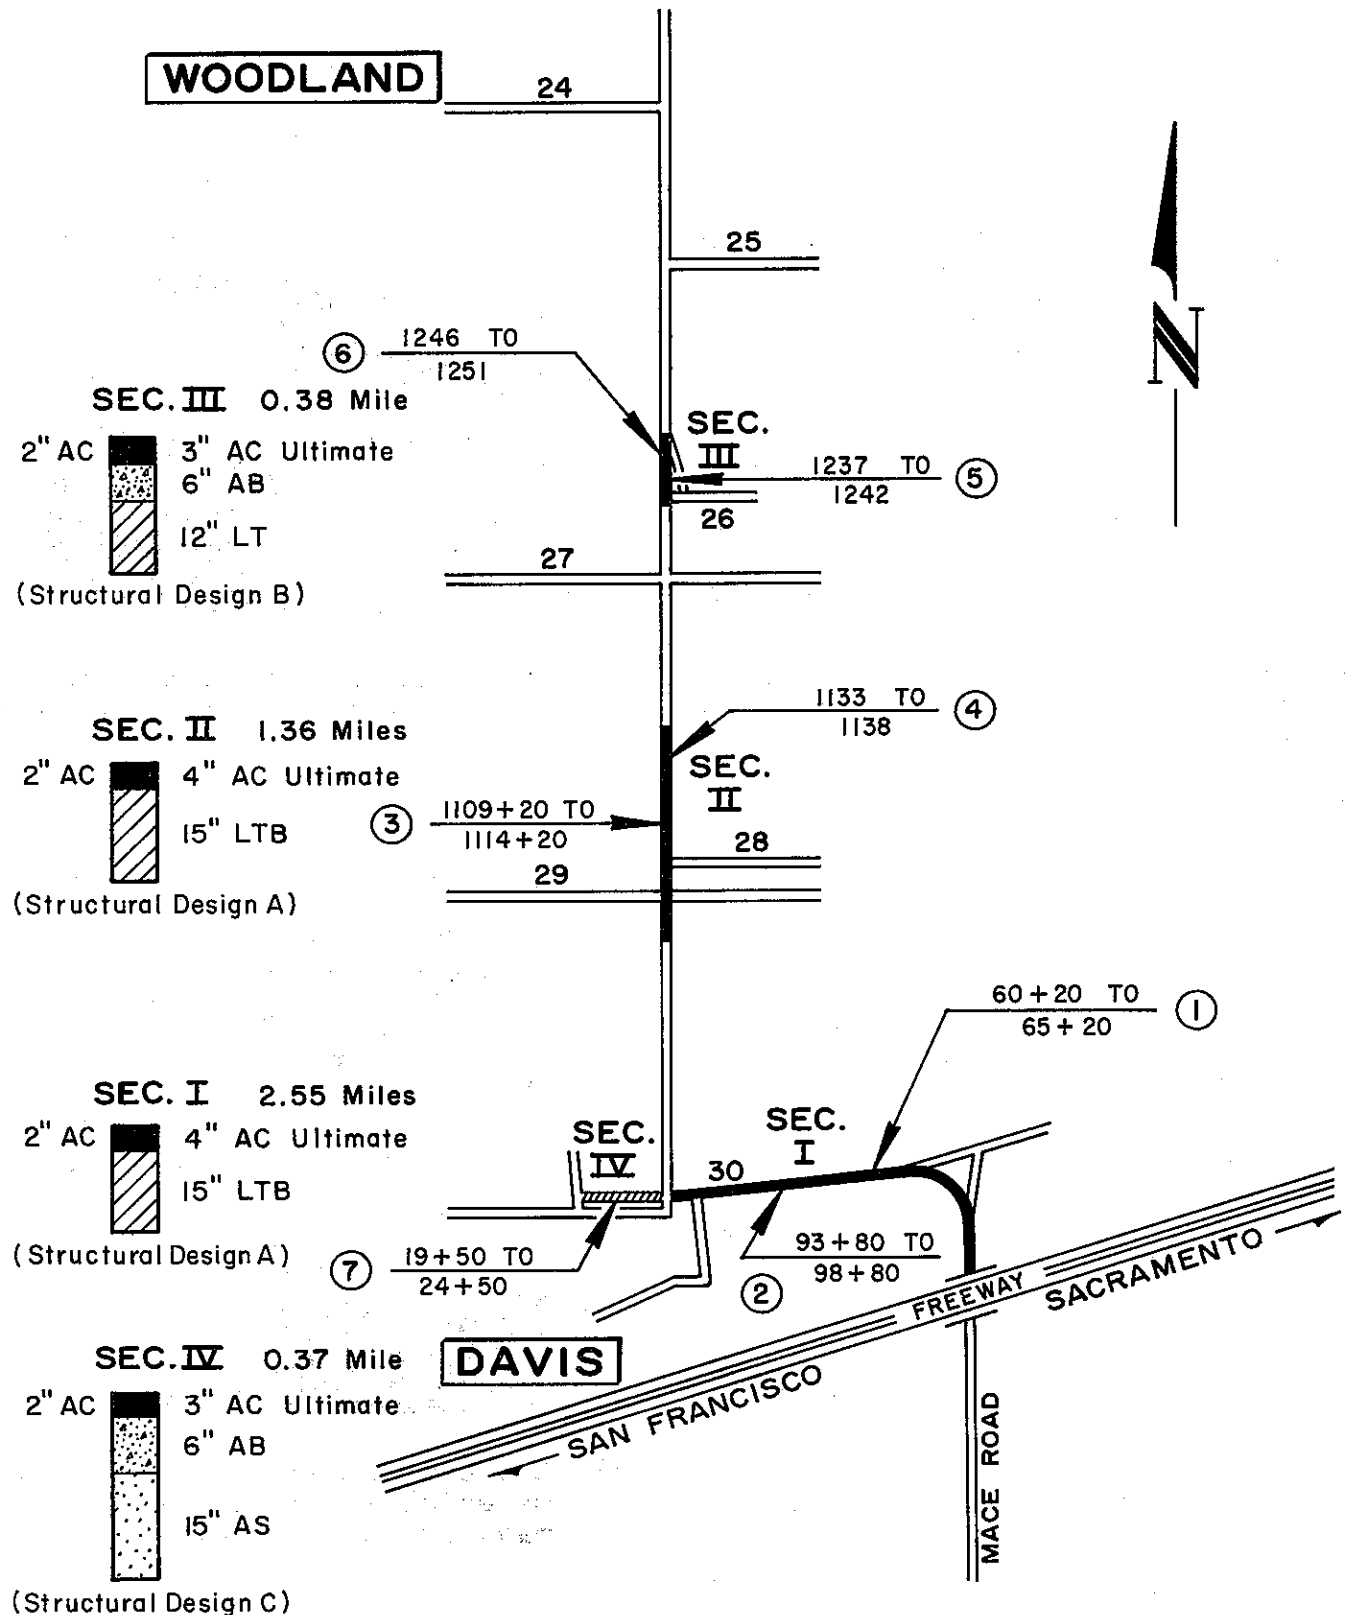 WOODLAND
24
25
⑥ 1246 TO
1251
SEC. III 0.38 Mile
2" AC 3" AC Ultimate
6" AB
12" LT
(Structural Design B)
SEC.
III
1237 TO
1242 ⑤
26
27
N
SEC. II 1.36 Miles
2" AC 4" AC Ultimate
15" LTB
(Structural Design A)
1133 TO
1138 ④
SEC.
II
③ 1109+20 TO
1114+20
28
29
60+20 TO
65+20 ①
SEC. I 2.55 Miles
2" AC 4" AC Ultimate
15" LTB
(Structural Design A)
SEC.
IV
SEC.
I
30
⑦ 19+50 TO
24+50
93+80 TO
98+80
②
FREEWAY
SACRAMENTO
SAN FRANCISCO
MACE ROAD
DAVIS
SEC. IV 0.37 Mile
2" AC 3" AC Ultimate
6" AB
15" AS
(Structural Design C)